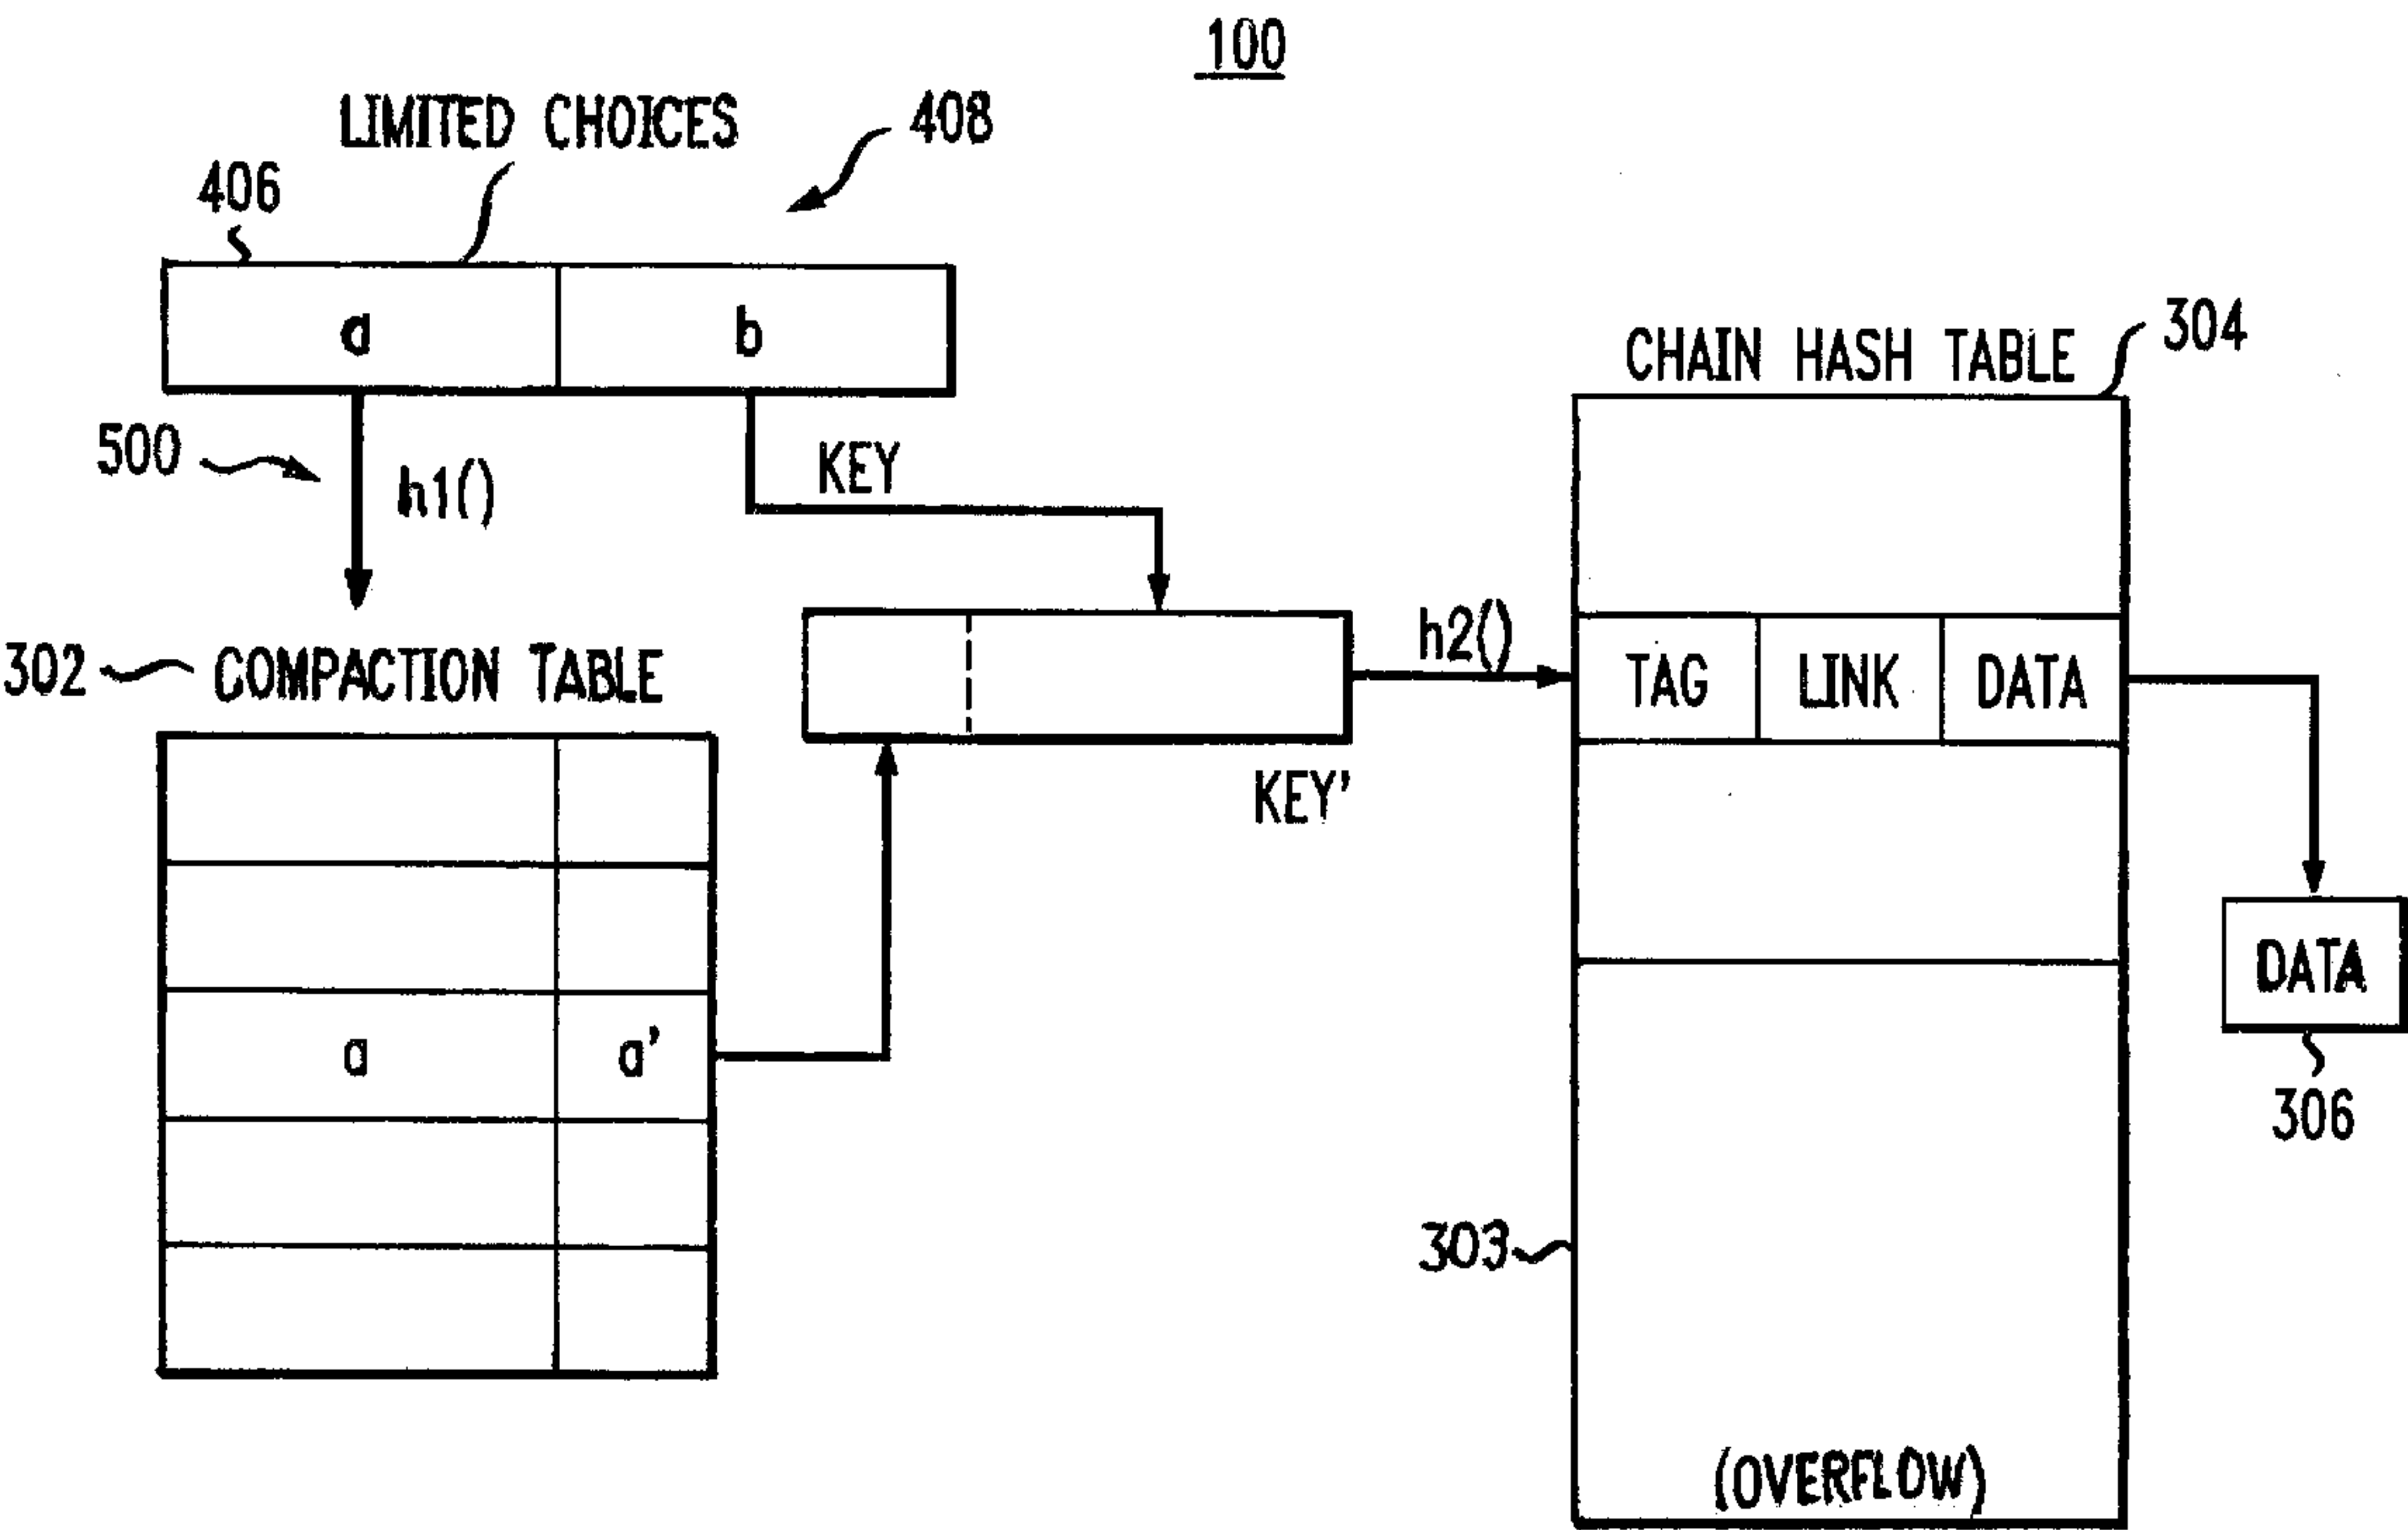 100
LIMITED CHOICES
408
406
a
b
304
CHAIN HASH TABLE
500
h1()
KEY
h2()
302
COMPACTION TABLE
TAG
LINK
DATA
KEY'
DATA
a
a'
306
303
(OVERFLOW)